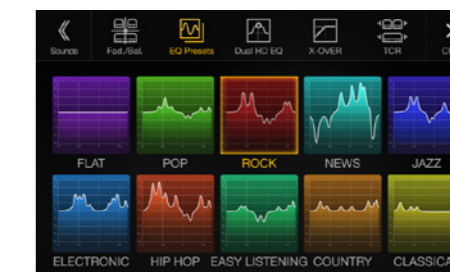 Sounds Fad./Bal. EQ Presets Dual HD EQ X-OVER TCR
FLAT POP ROCK NEWS JAZZ
ELECTRONIC HIP HOP EASY LISTENING COUNTRY CLASSICA